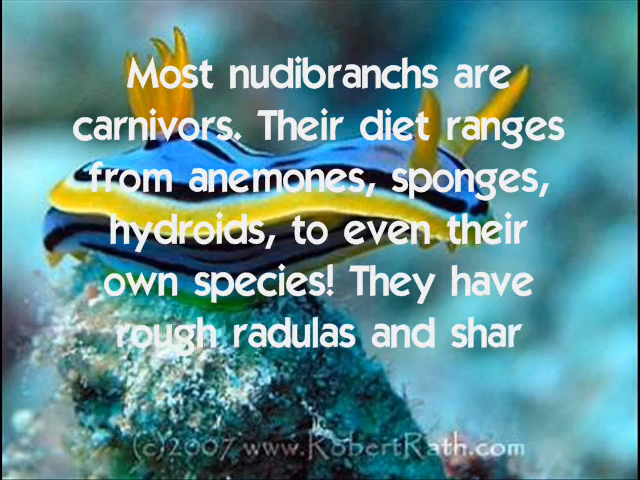 Most nudibranchs are
carnivors. Their diet ranges
from anemones, sponges,
hydroids, to even their
own species! They have
rough radulas and shar
(c)2007 www.RobertRath.com